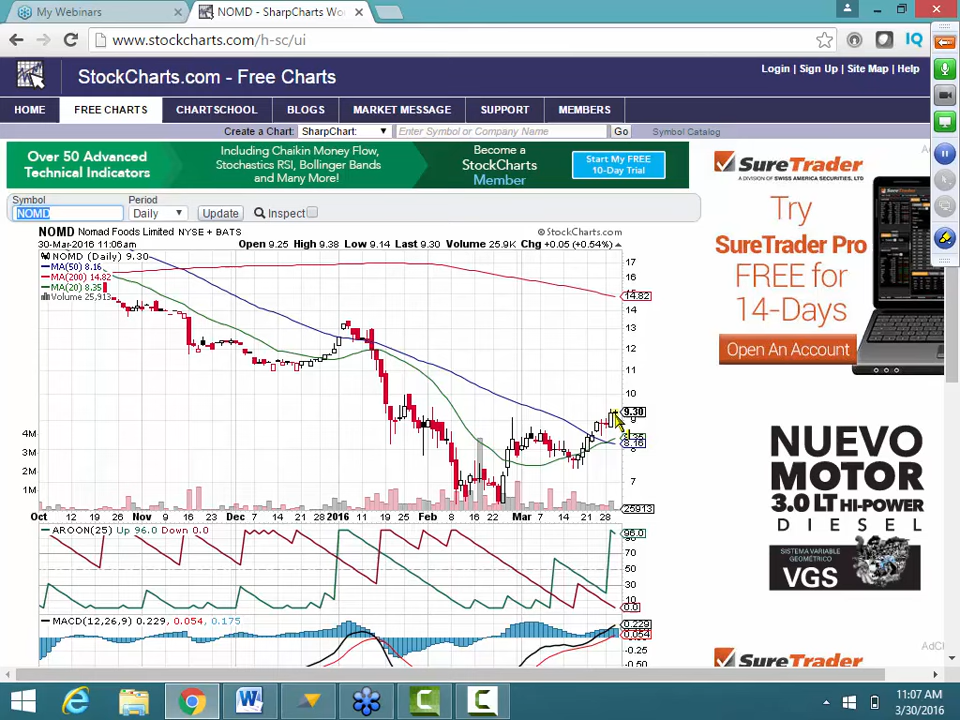 My Webinars
NOMD - SharpCharts Wo
www.stockcharts.com/h-sc/ui
IQ
StockCharts.com - Free Charts
Login | Sign Up | Site Map | Help
HOME
FREE CHARTS
CHARTSCHOOL
BLOGS
MARKET MESSAGE
SUPPORT
MEMBERS
Create a Chart:
SharpChart:
Enter Symbol or Company Name
Go
Symbol Catalog
Over 50 Advanced
Technical Indicators
Including Chaikin Money Flow,
Stochastics RSI, Bollinger Bands
and Many More!
Become a
StockCharts
Member
Start My FREE
10-Day Trial
Symbol
Period
NOMD
Daily
Update
Inspect
NOMD Nomad Foods Limited NYSE + BATS
© StockCharts.com
30-Mar-2016 11:06am
Open 9.25 High 9.38 Low 9.14 Last 9.30 Volume 25.9K Chg +0.05 (+0.54%)
NOMD (Daily) 9.30
MA(50) 8.16
MA(200) 14.82
MA(20) 8.35
Volume 25,913
17
16
14.82
14
13
12
11
10
9.30
8.16
7
4M
3M
2M
1M
25913
Oct 12 19 26 Nov 9 16 23 Dec 7 14 21 28 2016 11 19 25 Feb 8 16 22 Mar 7 14 21 28
AROON(25) Up 96.0 Down 0.0
96.0
70
50
30
0.0
MACD(12,26,9) 0.229, 0.054, 0.175
0.229
0.054
-0.25
-0.50
SureTrader
A DIVISION OF SWISS AMERICA SECURITIES, LTD.
Try
SureTrader Pro
FREE for
14-Days
Open An Account
NUEVO
MOTOR
3.0 LT HI-POWER
DIESEL
SISTEMA VARIABLE
GEOMÉTRICO
VGS
SureTrader
11:07 AM
3/30/2016